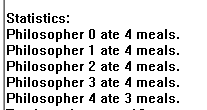 Statistics:
Philosopher 0 ate 4 meals.
Philosopher 1 ate 4 meals.
Philosopher 2 ate 4 meals.
Philosopher 3 ate 4 meals.
Philosopher 4 ate 3 meals.